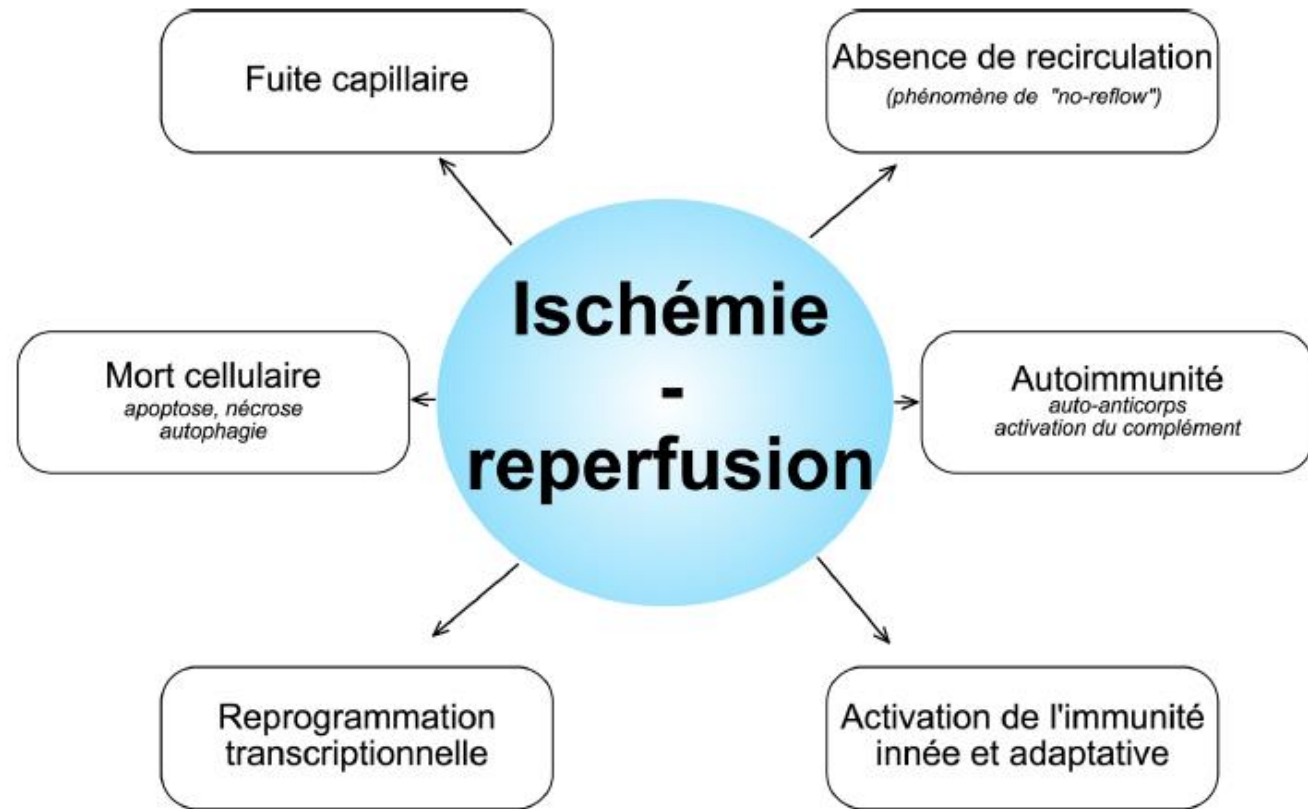 Fuite capillaire
Absence de recirculation
(phénomène de "no-reflow")
Ischémie
-
reperfusion
Mort cellulaire
apoptose, nécrose
autophagie
Autoimmunité
auto-anticorps
activation du complément
Reprogrammation
transcriptionnelle
Activation de l'immunité
innée et adaptative